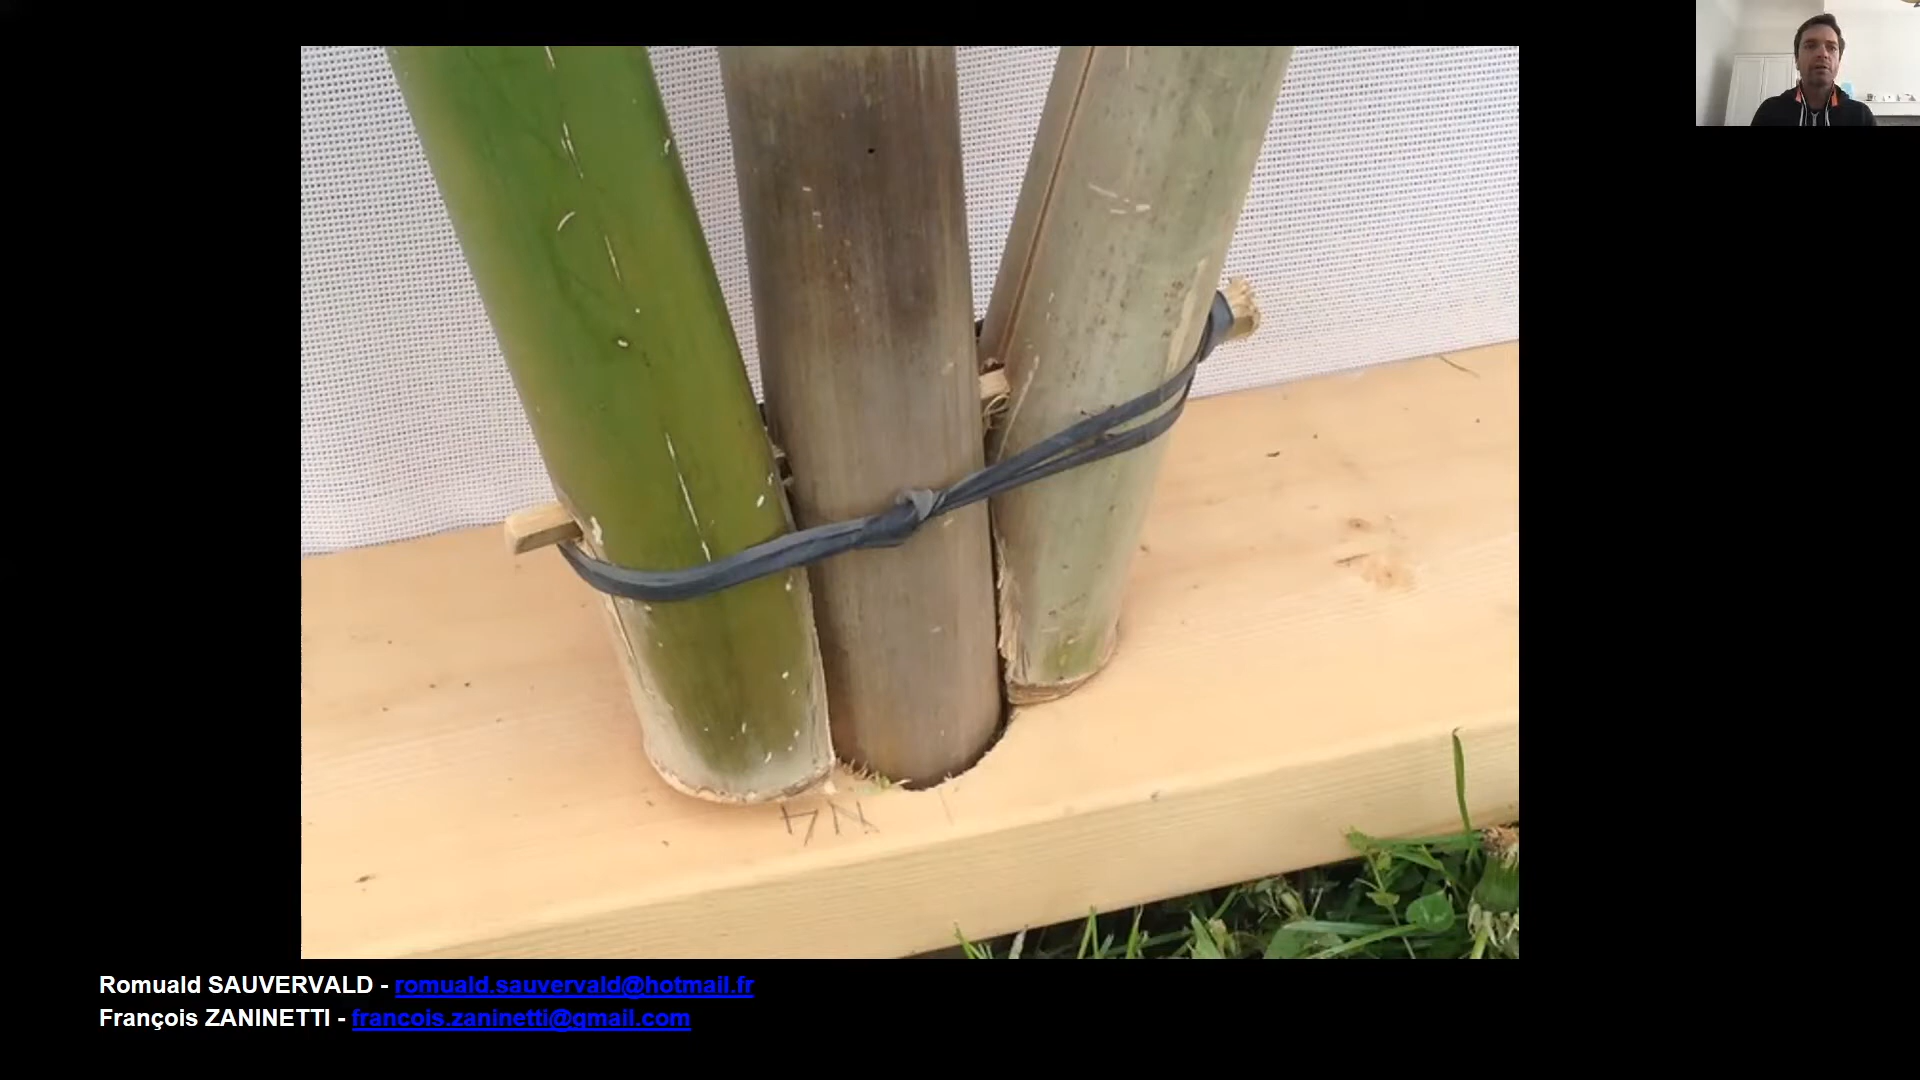 Romuald SAUVERVALD - romuald.sauvervald@hotmail.fr
François ZANINETTI - francois.zaninetti@gmail.com